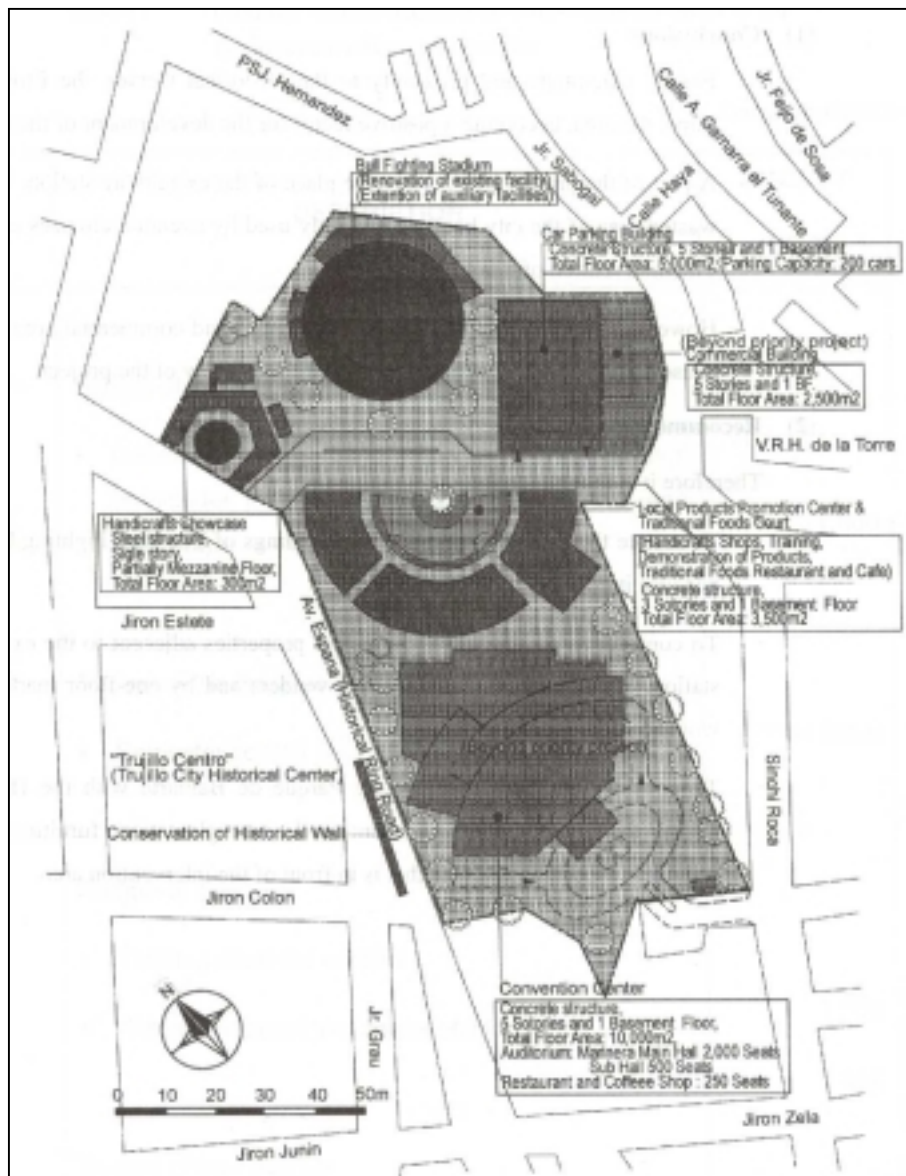 PSJ. Hernandez
Jr. Sabogal
Calle Haya
Calle A. Gamarra el Tunante
Jr. Feijo de Sosa
Bull Fighting Stadium
(Renovation of existing facility)
(Extention of auxiliary facilities)
Car Parking Building
Concrete Structure, 5 Stories and 1 Basement
Total Floor Area: 5,000m2, Parking Capacity: 200 cars
(Beyond priority project)
Commercial Building
Concrete Structure,
5 Stories and 1 BF.
Total Floor Area: 2,500m2
V.R.H. de la Torre
Local Products Promotion Center &
Traditional Foods Court
(Handicrafts Shops, Training,
Demonstration of Products,
Traditional Foods Restaurant and Cafe)
Concrete structure,
3 Sotories and 1 Basement Floor
Total Floor Area: 3,500m2
Handicrafts Showcase
Steel structure,
Sigle story,
Partially Mezzanine Floor,
Total Floor Area: 300m2
Jiron Estete
Av. Espana (Historical Ring Road)
(Beyond priority project)
"Trujillo Centro"
(Trujillo City Historical Center)
Conservation of Historical Wall
Sinchi Roca
Jiron Colon
Convention Center
Concrete structure,
5 Sotories and 1 Basement Floor,
Total Floor Area: 10,000m2
Auditorium: Marinera Main Hall 2,000 Seats
Sub Hall 500 Seats
Restaurant and Coffeee Shop : 250 Seats
N
Jr. Grau
0 10 20 30 40 50m
Jiron Zela
Jiron Junin